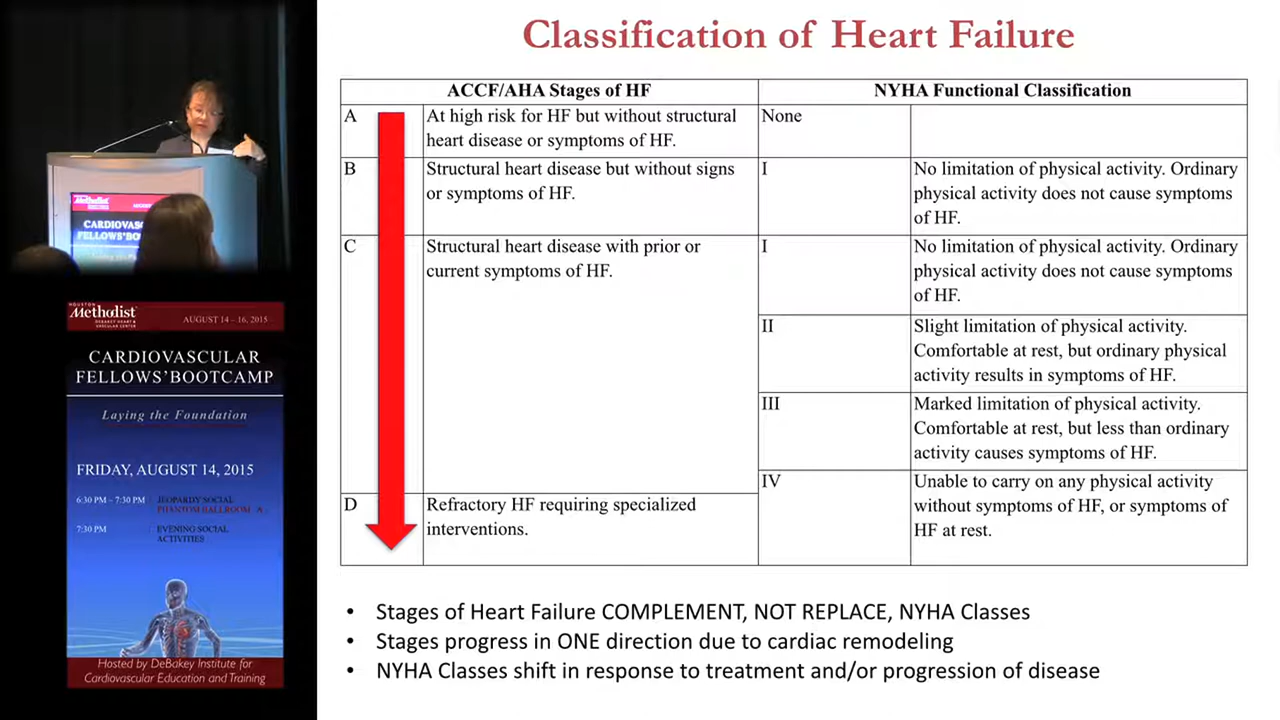 Classification of Heart Failure
ACCF/AHA Stages of HF
NYHA Functional Classification
A
At high risk for HF but without structural
heart disease or symptoms of HF.
None
B
Structural heart disease but without signs
or symptoms of HF.
I
No limitation of physical activity. Ordinary
physical activity does not cause symptoms
of HF.
C
Structural heart disease with prior or
current symptoms of HF.
I
No limitation of physical activity. Ordinary
physical activity does not cause symptoms
of HF.
II
Slight limitation of physical activity.
Comfortable at rest, but ordinary physical
activity results in symptoms of HF.
III
Marked limitation of physical activity.
Comfortable at rest, but less than ordinary
activity causes symptoms of HF.
IV
Unable to carry on any physical activity
without symptoms of HF, or symptoms of
HF at rest.
D
Refractory HF requiring specialized
interventions.
• Stages of Heart Failure COMPLEMENT, NOT REPLACE, NYHA Classes
• Stages progress in ONE direction due to cardiac remodeling
• NYHA Classes shift in response to treatment and/or progression of disease
Methodist
CARDIOVAS
FELLOWS'BO
HOUSTON
Methodist
DEBAKEY HEART &
VASCULAR CENTER
AUGUST 14 – 16, 2015
CARDIOVASCULAR
FELLOWS'BOOTCAMP
Laying the Foundation
FRIDAY, AUGUST 14, 2015
6:30 PM – 7:30 PM JEOPARDY SOCIAL
PHANTOM BALLROOM A
7:30 PM EVENING SOCIAL
ACTIVITIES
Hosted by DeBakey Institute for
Cardiovascular Education and Training